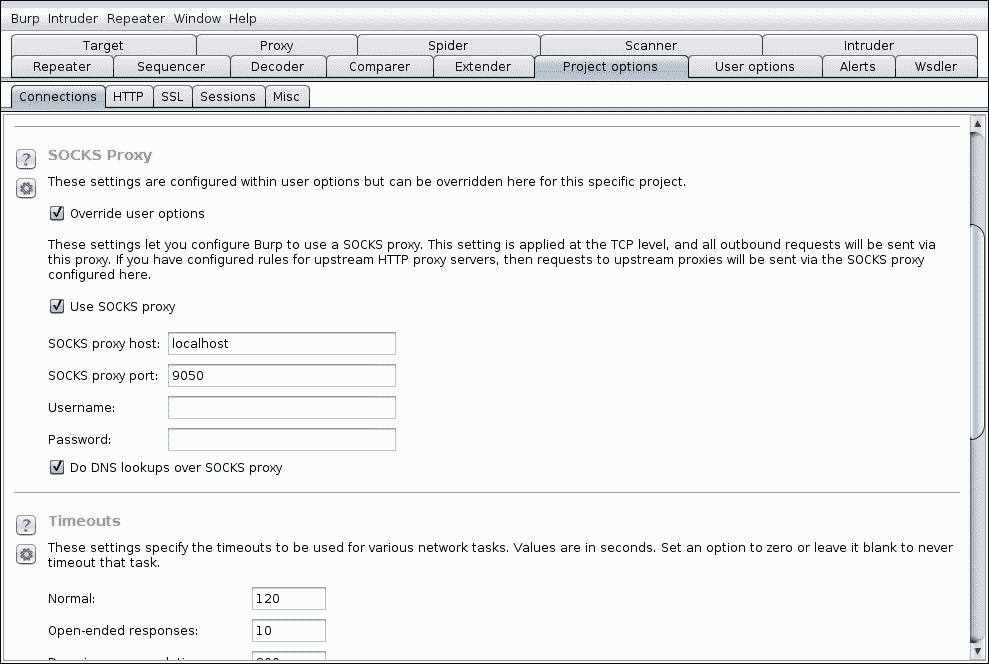 Burp Intruder Repeater Window Help
Target Proxy Spider Scanner Intruder
Repeater Sequencer Decoder Comparer Extender Project options User options Alerts Wsdler
Connections HTTP SSL Sessions Misc
? SOCKS Proxy
These settings are configured within user options but can be overridden here for this specific project.
Override user options
These settings let you configure Burp to use a SOCKS proxy. This setting is applied at the TCP level, and all outbound requests will be sent via
this proxy. If you have configured rules for upstream HTTP proxy servers, then requests to upstream proxies will be sent via the SOCKS proxy
configured here.
Use SOCKS proxy
SOCKS proxy host: localhost
SOCKS proxy port: 9050
Username:
Password:
Do DNS lookups over SOCKS proxy
? Timeouts
These settings specify the timeouts to be used for various network tasks. Values are in seconds. Set an option to zero or leave it blank to never
timeout that task.
Normal: 120
Open-ended responses: 10